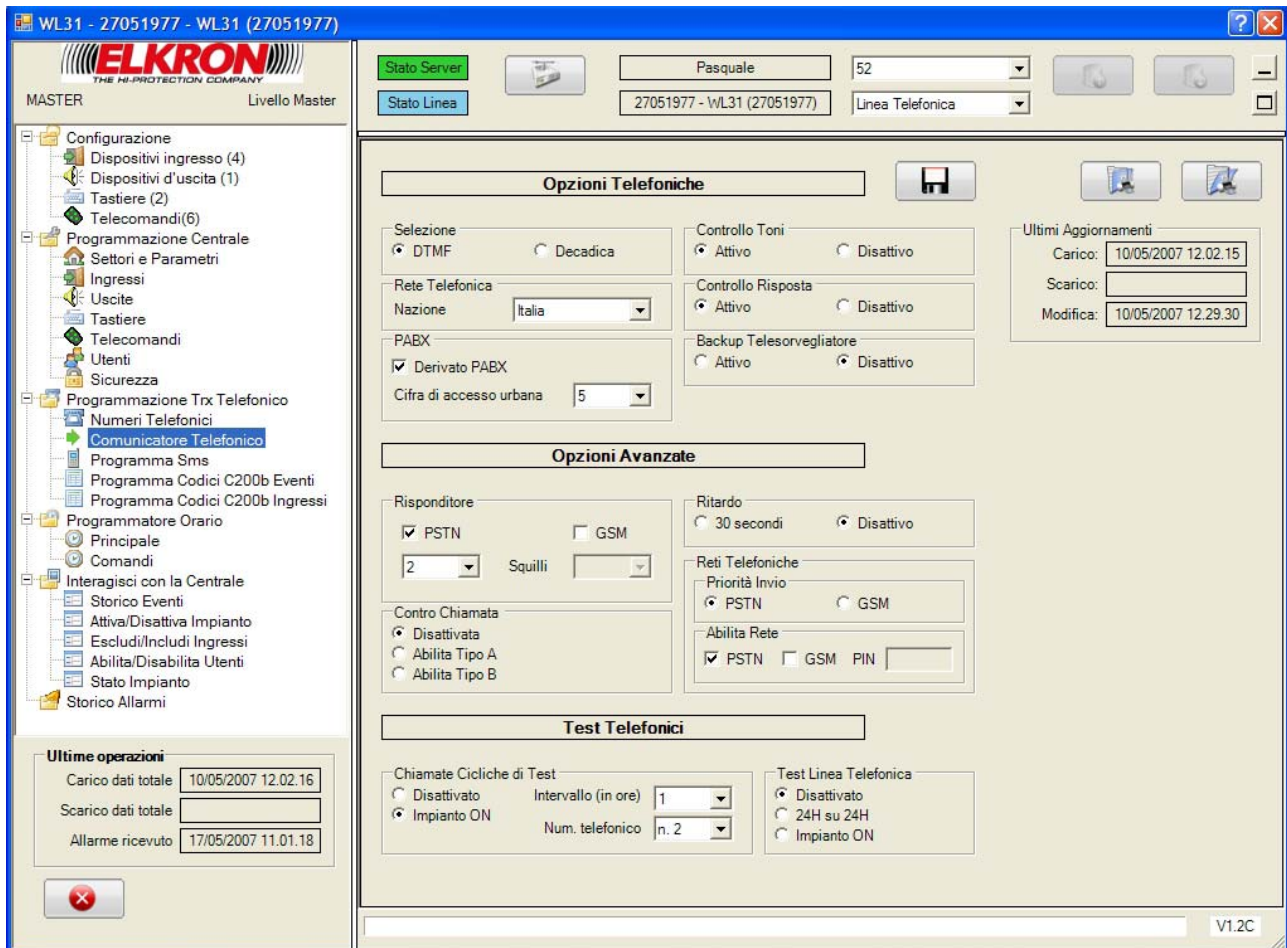 WL31 - 27051977 - WL31 (27051977)
ELKRON
THE HI-PROTECTION COMPANY
MASTER Livello Master
Configurazione
Dispositivi ingresso (4)
Dispositivi d'uscita (1)
Tastiere (2)
Telecomandi(6)
Programmazione Centrale
Settori e Parametri
Ingressi
Uscite
Tastiere
Telecomandi
Utenti
Sicurezza
Programmazione Trx Telefonico
Numeri Telefonici
Comunicatore Telefonico
Programma Sms
Programma Codici C200b Eventi
Programma Codici C200b Ingressi
Programmatore Orario
Principale
Comandi
Interagisci con la Centrale
Storico Eventi
Attiva/Disattiva Impianto
Escludi/Includi Ingressi
Abilita/Disabilita Utenti
Stato Impianto
Storico Allarmi
Ultime operazioni
Carico dati totale 10/05/2007 12.02.16
Scarico dati totale
Allarme ricevuto 17/05/2007 11.01.18
Stato Server Pasquale 52
Stato Linea 27051977 - WL31 (27051977) Linea Telefonica
Opzioni Telefoniche
Selezione
DTMF Decadica
Rete Telefonica
Nazione Italia
PABX
Derivato PABX
Cifra di accesso urbana 5
Controllo Toni
Attivo Disattivo
Controllo Risposta
Attivo Disattivo
Backup Telesorvegliatore
Attivo Disattivo
Ultimi Aggiornamenti
Carico: 10/05/2007 12.02.15
Scarico:
Modifica: 10/05/2007 12.29.30
Opzioni Avanzate
Risponditore
PSTN GSM
2 Squilli
Contro Chiamata
Disattivata
Abilita Tipo A
Abilita Tipo B
Ritardo
30 secondi Disattivo
Reti Telefoniche
Priorità Invio
PSTN GSM
Abilita Rete
PSTN GSM PIN
Test Telefonici
Chiamate Cicliche di Test
Disattivato Intervallo (in ore) 1
Impianto ON Num. telefonico n. 2
Test Linea Telefonica
Disattivato
24H su 24H
Impianto ON
V1.2C